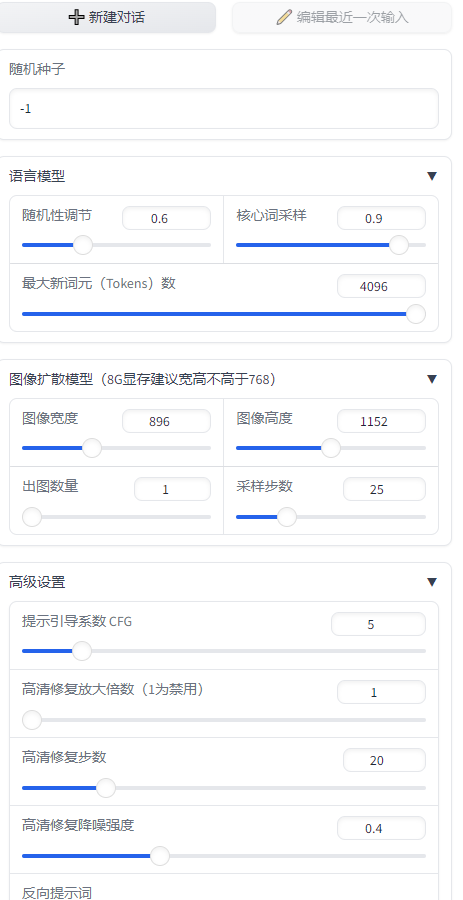 ➕ 新建对话
✏️ 编辑最近一次输入
随机种子
-1
语言模型 ▼
随机性调节 0.6
核心词采样 0.9
最大新词元（Tokens）数 4096
图像扩散模型（8G显存建议宽高不高于768） ▼
图像宽度 896
图像高度 1152
出图数量 1
采样步数 25
高级设置 ▼
提示引导系数 CFG 5
高清修复放大倍数（1为禁用） 1
高清修复步数 20
高清修复降噪强度 0.4
反向提示词